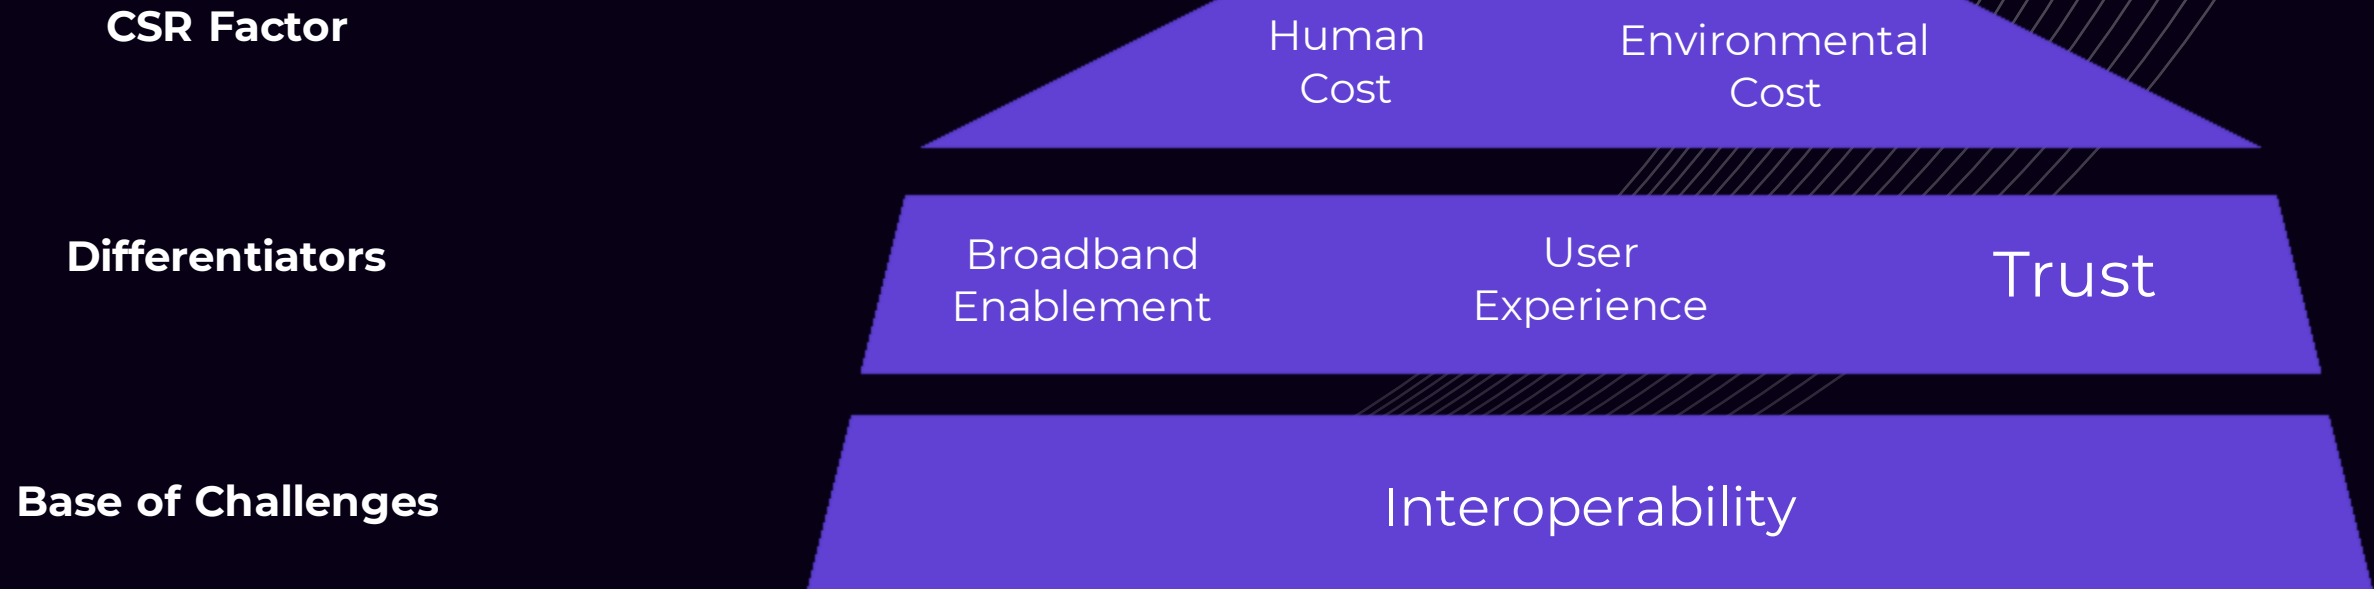 CSR Factor
Human
Cost
Environmental
Cost
Differentiators
Broadband
Enablement
User
Experience
Trust
Base of Challenges
Interoperability